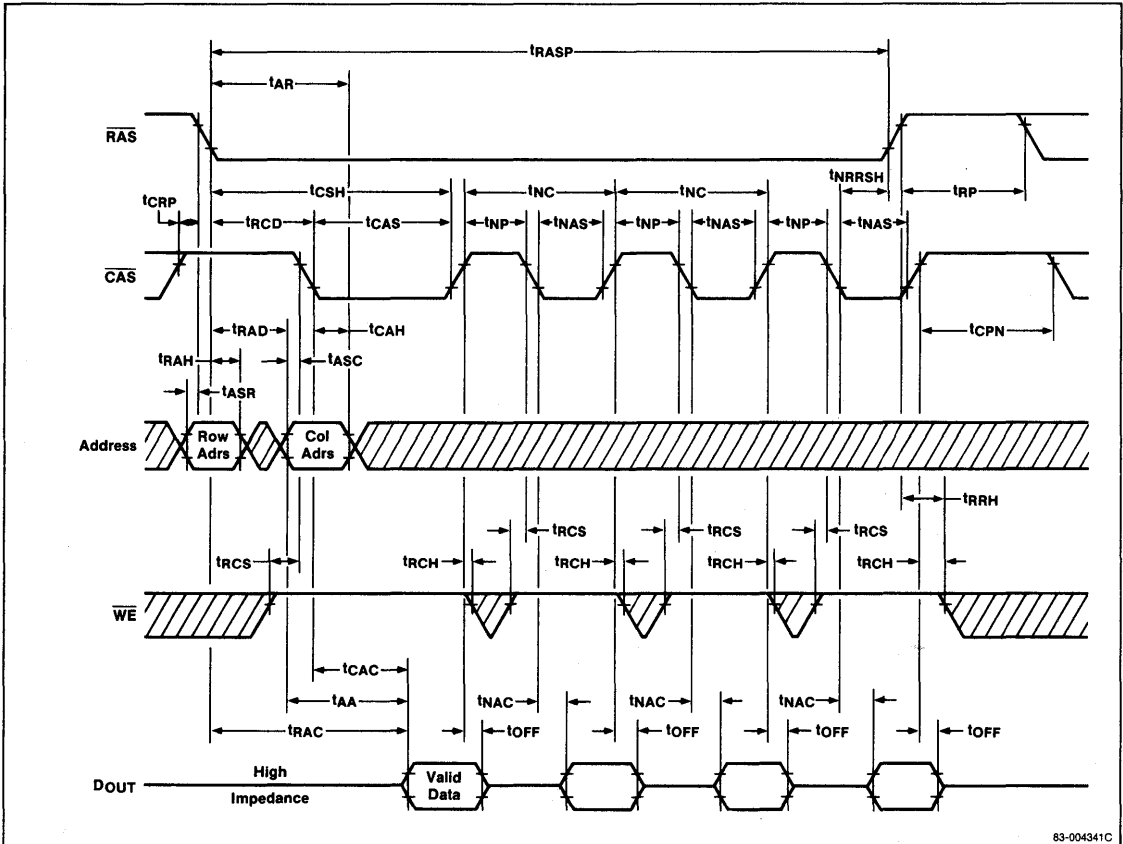 tRASP
tAR
RAS
tNRRSH
tCSH
tNC
tNC
tRP
tCRP
tRCD
tCAS
tNP
tNAS
tNP
tNAS
tNP
tNAS
CAS
tRAD
tCAH
tCPN
tRAH
tASC
tASR
Address
Row
Adrs
Col
Adrs
tRRH
tRCS
tRCS
tRCS
tRCS
tRCH
tRCH
tRCH
tRCH
WE
tCAC
tAA
tNAC
tNAC
tNAC
tRAC
tOFF
tOFF
tOFF
tOFF
DOUT
High
Impedance
Valid
Data
83-004341C